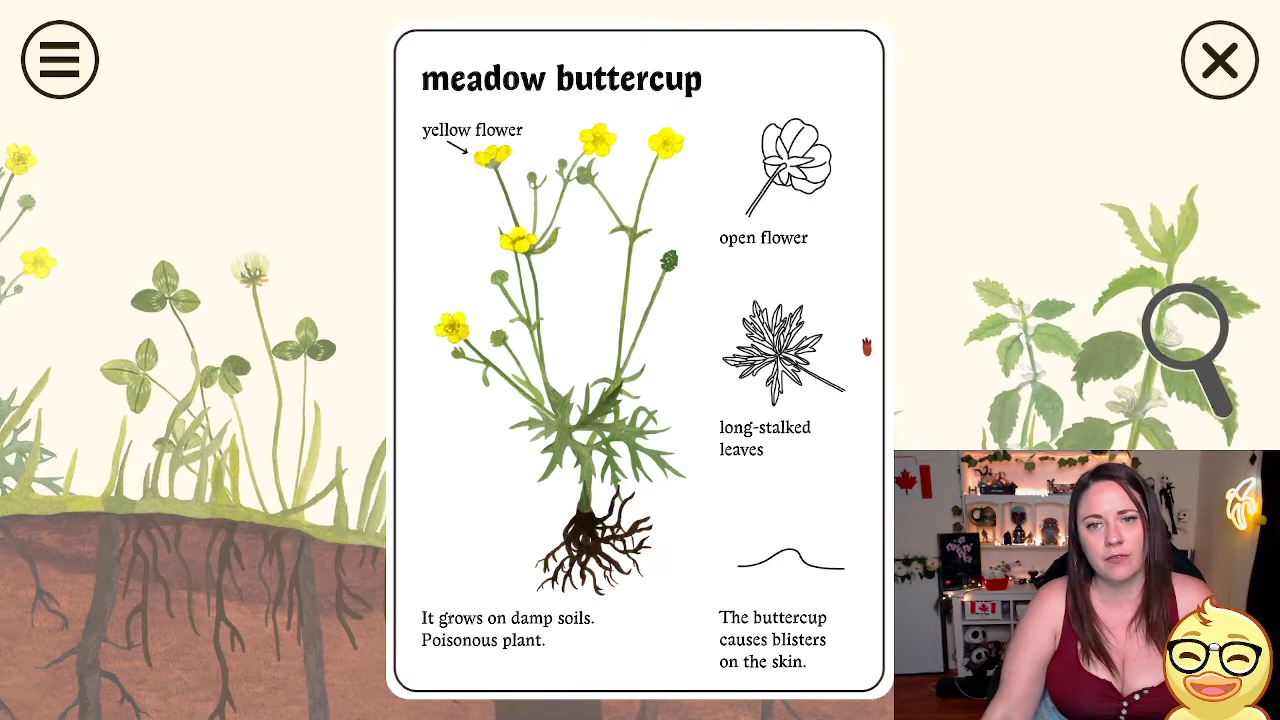 meadow buttercup
yellow flower
open flower
long-stalked
leaves
It grows on damp soils.
Poisonous plant.
The buttercup
causes blisters
on the skin.